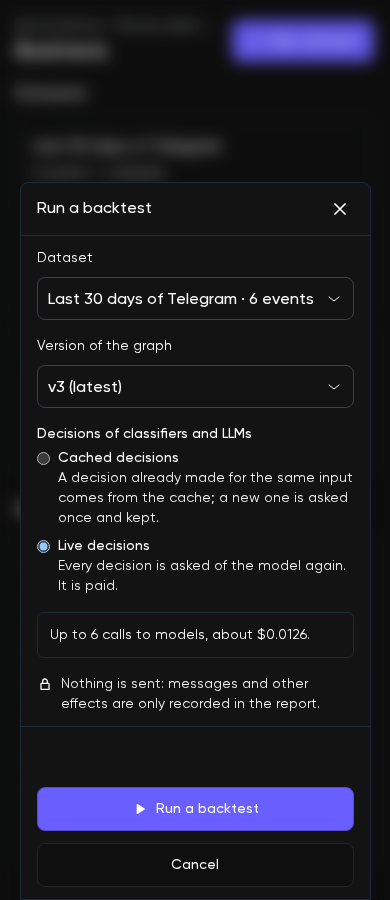 Run a backtest
Dataset
Last 30 days of Telegram · 6 events
Version of the graph
v3 (latest)
Decisions of classifiers and LLMs
Cached decisions
A decision already made for the same input
comes from the cache; a new one is asked
once and kept.
Live decisions
Every decision is asked of the model again.
It is paid.
Up to 6 calls to models, about $0.0126.
Nothing is sent: messages and other
effects are only recorded in the report.
Run a backtest
Cancel